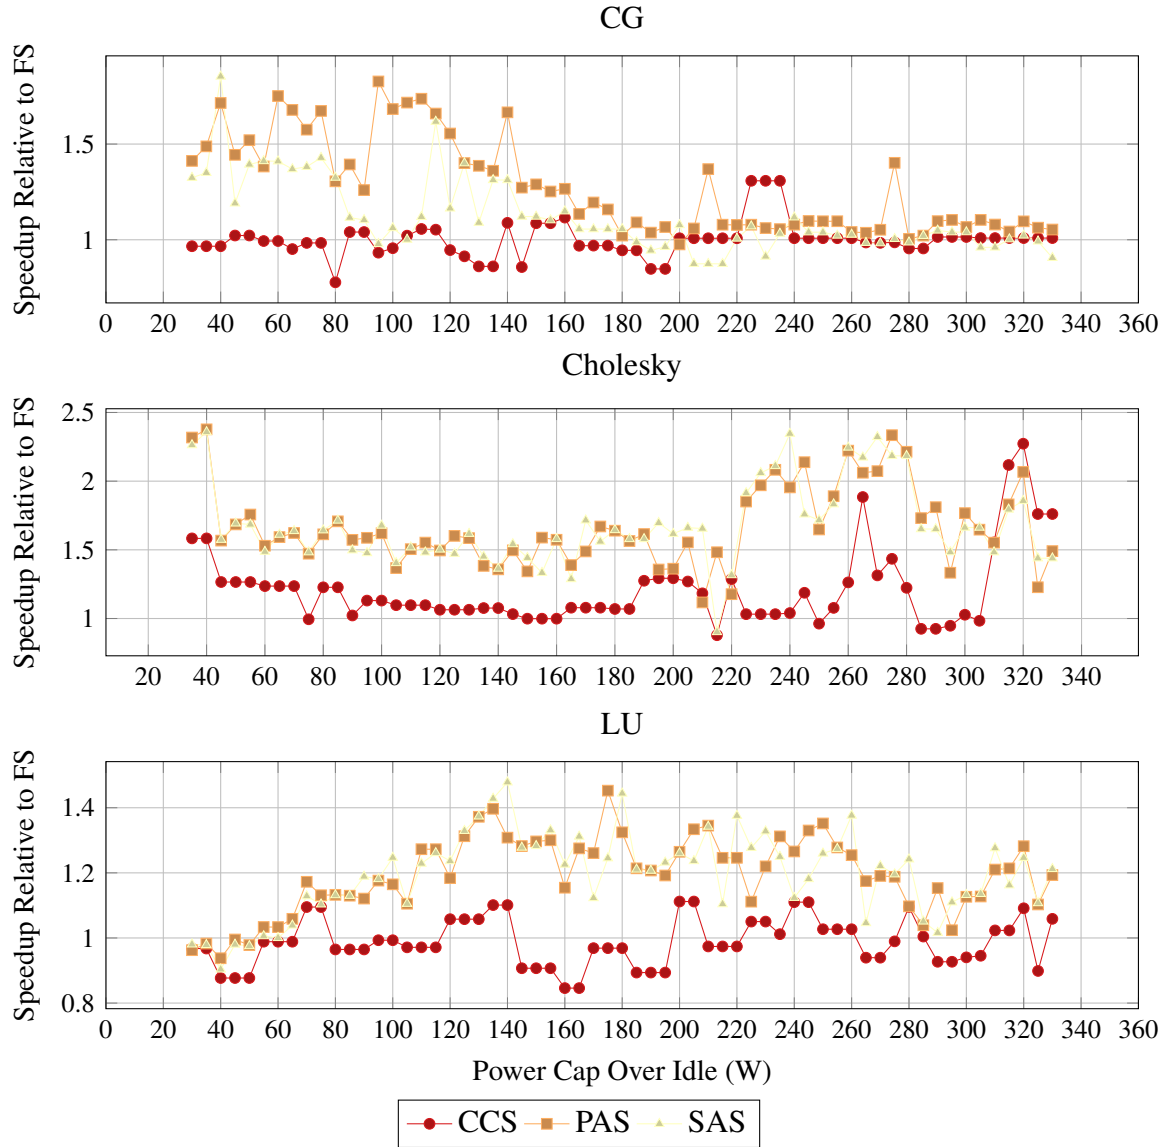 CG
Speedup Relative to FS
1.5
1
0 20 40 60 80 100 120 140 160 180 200 220 240 260 280 300 320 340 360
Cholesky
Speedup Relative to FS
2.5
2
1.5
1
20 40 60 80 100 120 140 160 180 200 220 240 260 280 300 320 340
LU
Speedup Relative to FS
1.4
1.2
1
0.8
0 20 40 60 80 100 120 140 160 180 200 220 240 260 280 300 320 340 360
Power Cap Over Idle (W)
CCS PAS SAS